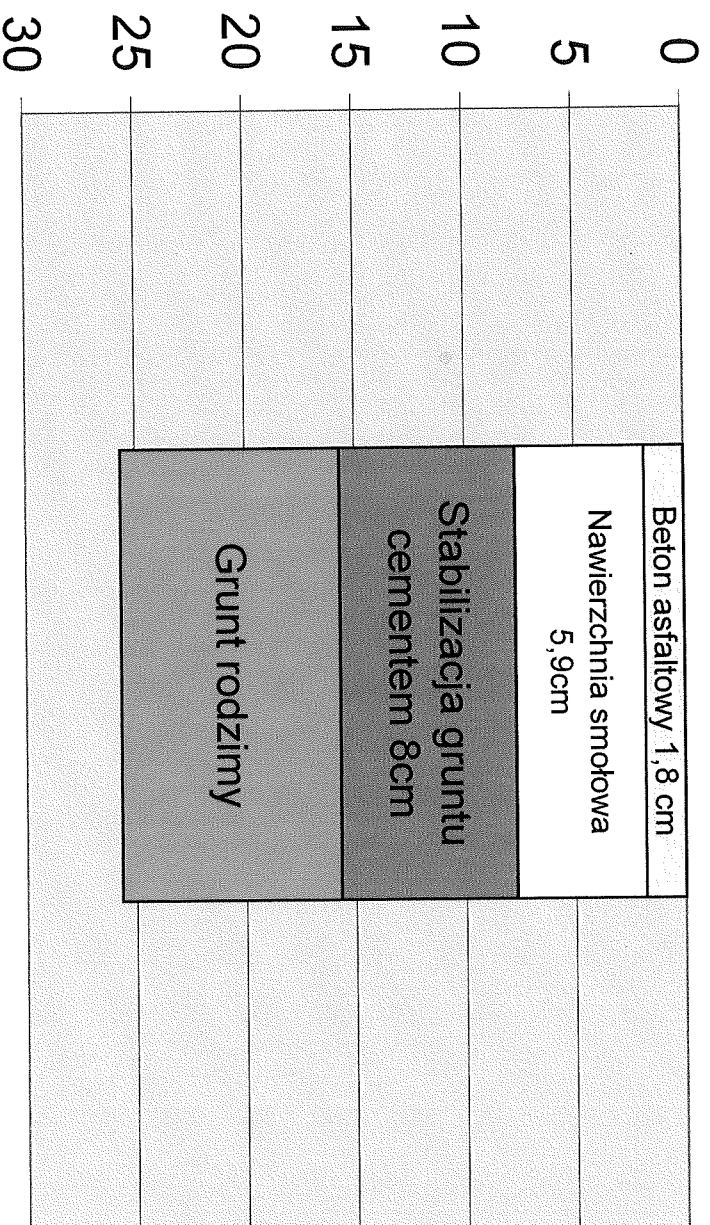 0
5
10
15
20
25
30
Beton asfaltowy 1,8 cm
Nawierzchnia smołowa
5,9cm
Stabilizacja gruntu
cementem 8cm
Grunt rodzimy